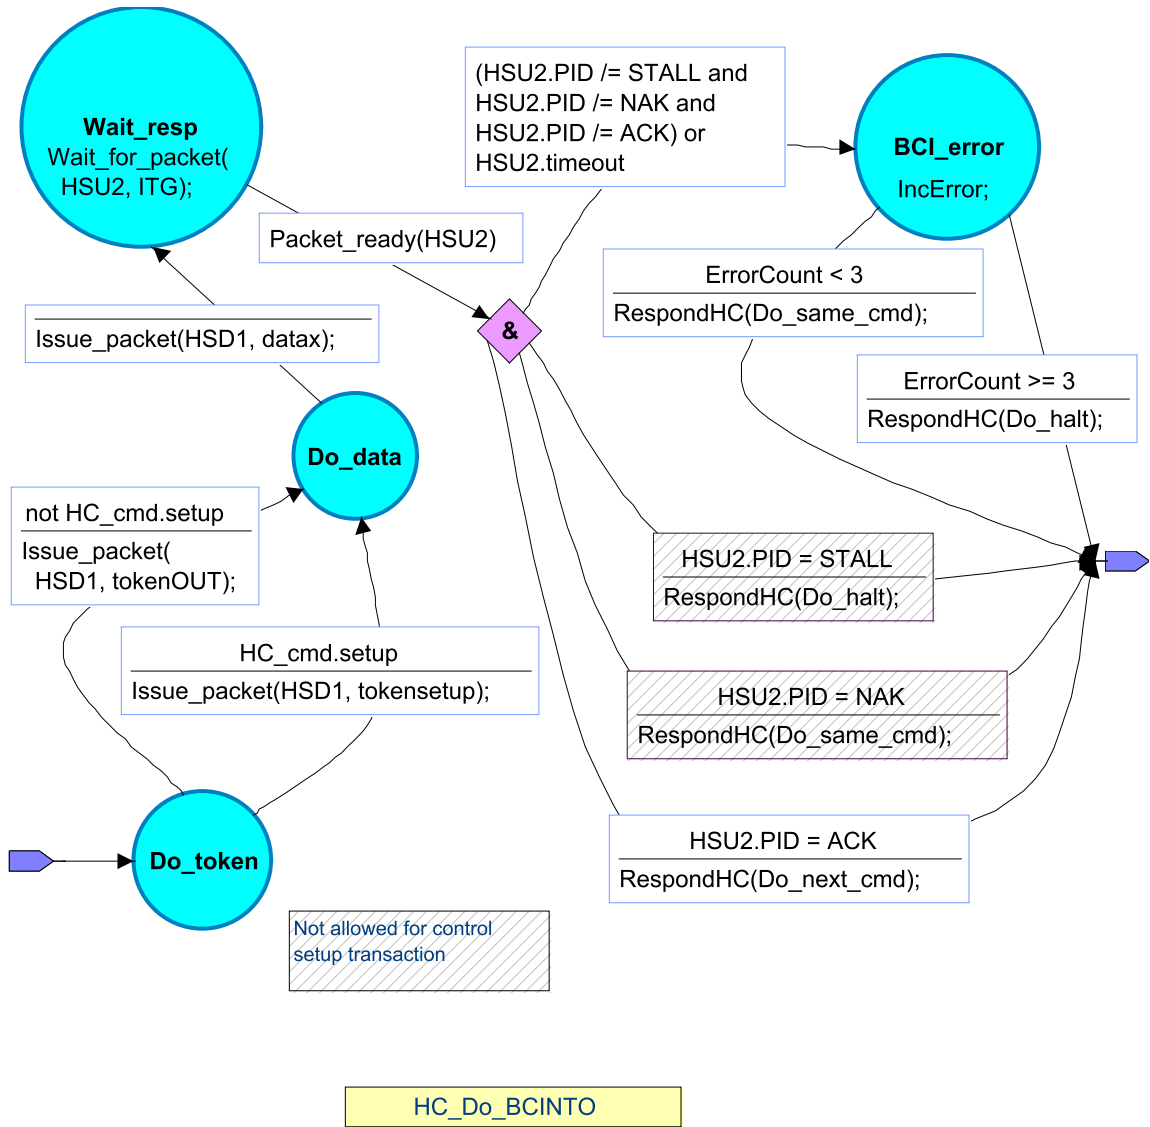 Wait_resp
Wait_for_packet(
HSU2, ITG);
(HSU2.PID /= STALL and
HSU2.PID /= NAK and
HSU2.PID /= ACK) or
HSU2.timeout
BCI_error
IncError;
Packet_ready(HSU2)
ErrorCount < 3
RespondHC(Do_same_cmd);
Issue_packet(HSD1, datax);
&
ErrorCount >= 3
RespondHC(Do_halt);
Do_data
not HC_cmd.setup
Issue_packet(
HSD1, tokenOUT);
HSU2.PID = STALL
RespondHC(Do_halt);
HC_cmd.setup
Issue_packet(HSD1, tokensetup);
HSU2.PID = NAK
RespondHC(Do_same_cmd);
Do_token
HSU2.PID = ACK
RespondHC(Do_next_cmd);
Not allowed for control
setup transaction
HC_Do_BCINTO